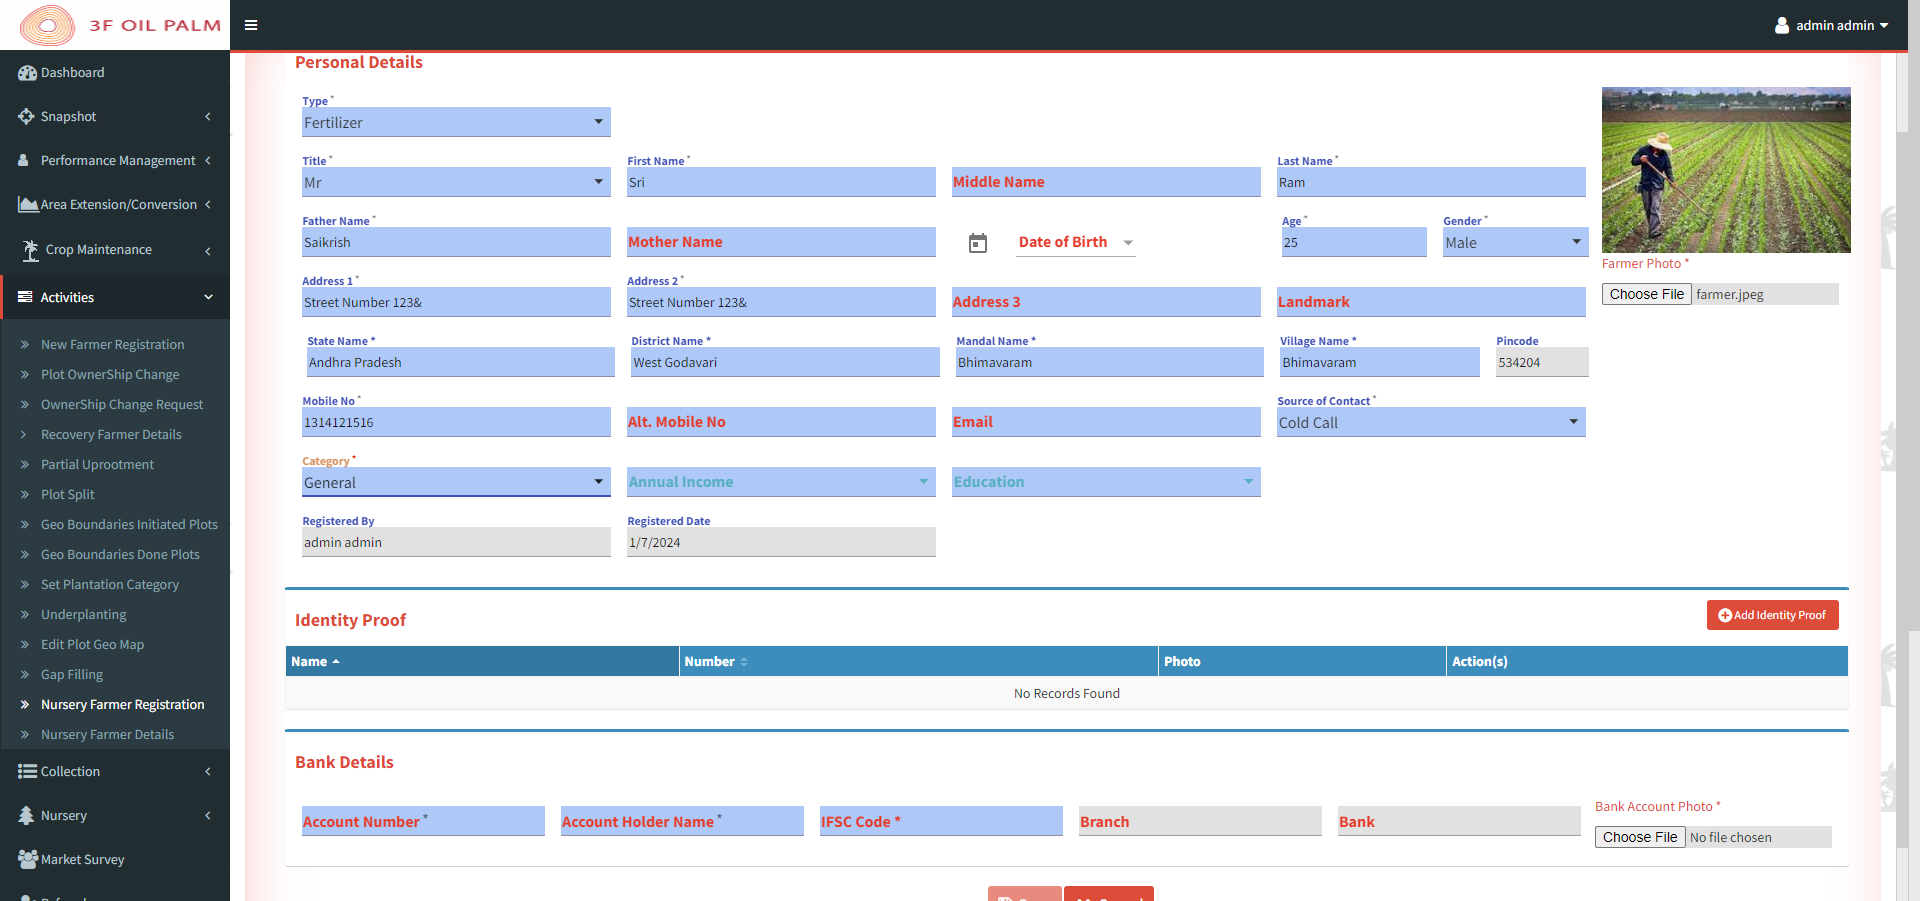 3F OIL PALM
admin admin
Dashboard
Snapshot
Performance Management
Area Extension/Conversion
Crop Maintenance
Activities
New Farmer Registration
Plot OwnerShip Change
OwnerShip Change Request
Recovery Farmer Details
Partial Uprootment
Plot Split
Geo Boundaries Initiated Plots
Geo Boundaries Done Plots
Set Plantation Category
Underplanting
Edit Plot Geo Map
Gap Filling
Nursery Farmer Registration
Nursery Farmer Details
Collection
Nursery
Market Survey
Personal Details
Type *
Fertilizer
Title * First Name * Last Name *
Mr Sri Middle Name Ram
Father Name * Age * Gender *
Saikrish Mother Name Date of Birth 25 Male
Farmer Photo *
Choose File farmer.jpeg
Address 1 * Address 2 *
Street Number 123& Street Number 123& Address 3 Landmark
State Name * District Name * Mandal Name * Village Name * Pincode
Andhra Pradesh West Godavari Bhimavaram Bhimavaram 534204
Mobile No * Source of Contact *
1314121516 Alt. Mobile No Email Cold Call
Category *
General Annual Income Education
Registered By Registered Date
admin admin 1/7/2024
Identity Proof
Add Identity Proof
Name Number Photo Action(s)
No Records Found
Bank Details
Bank Account Photo *
Account Number * Account Holder Name * IFSC Code * Branch Bank
Choose File No file chosen